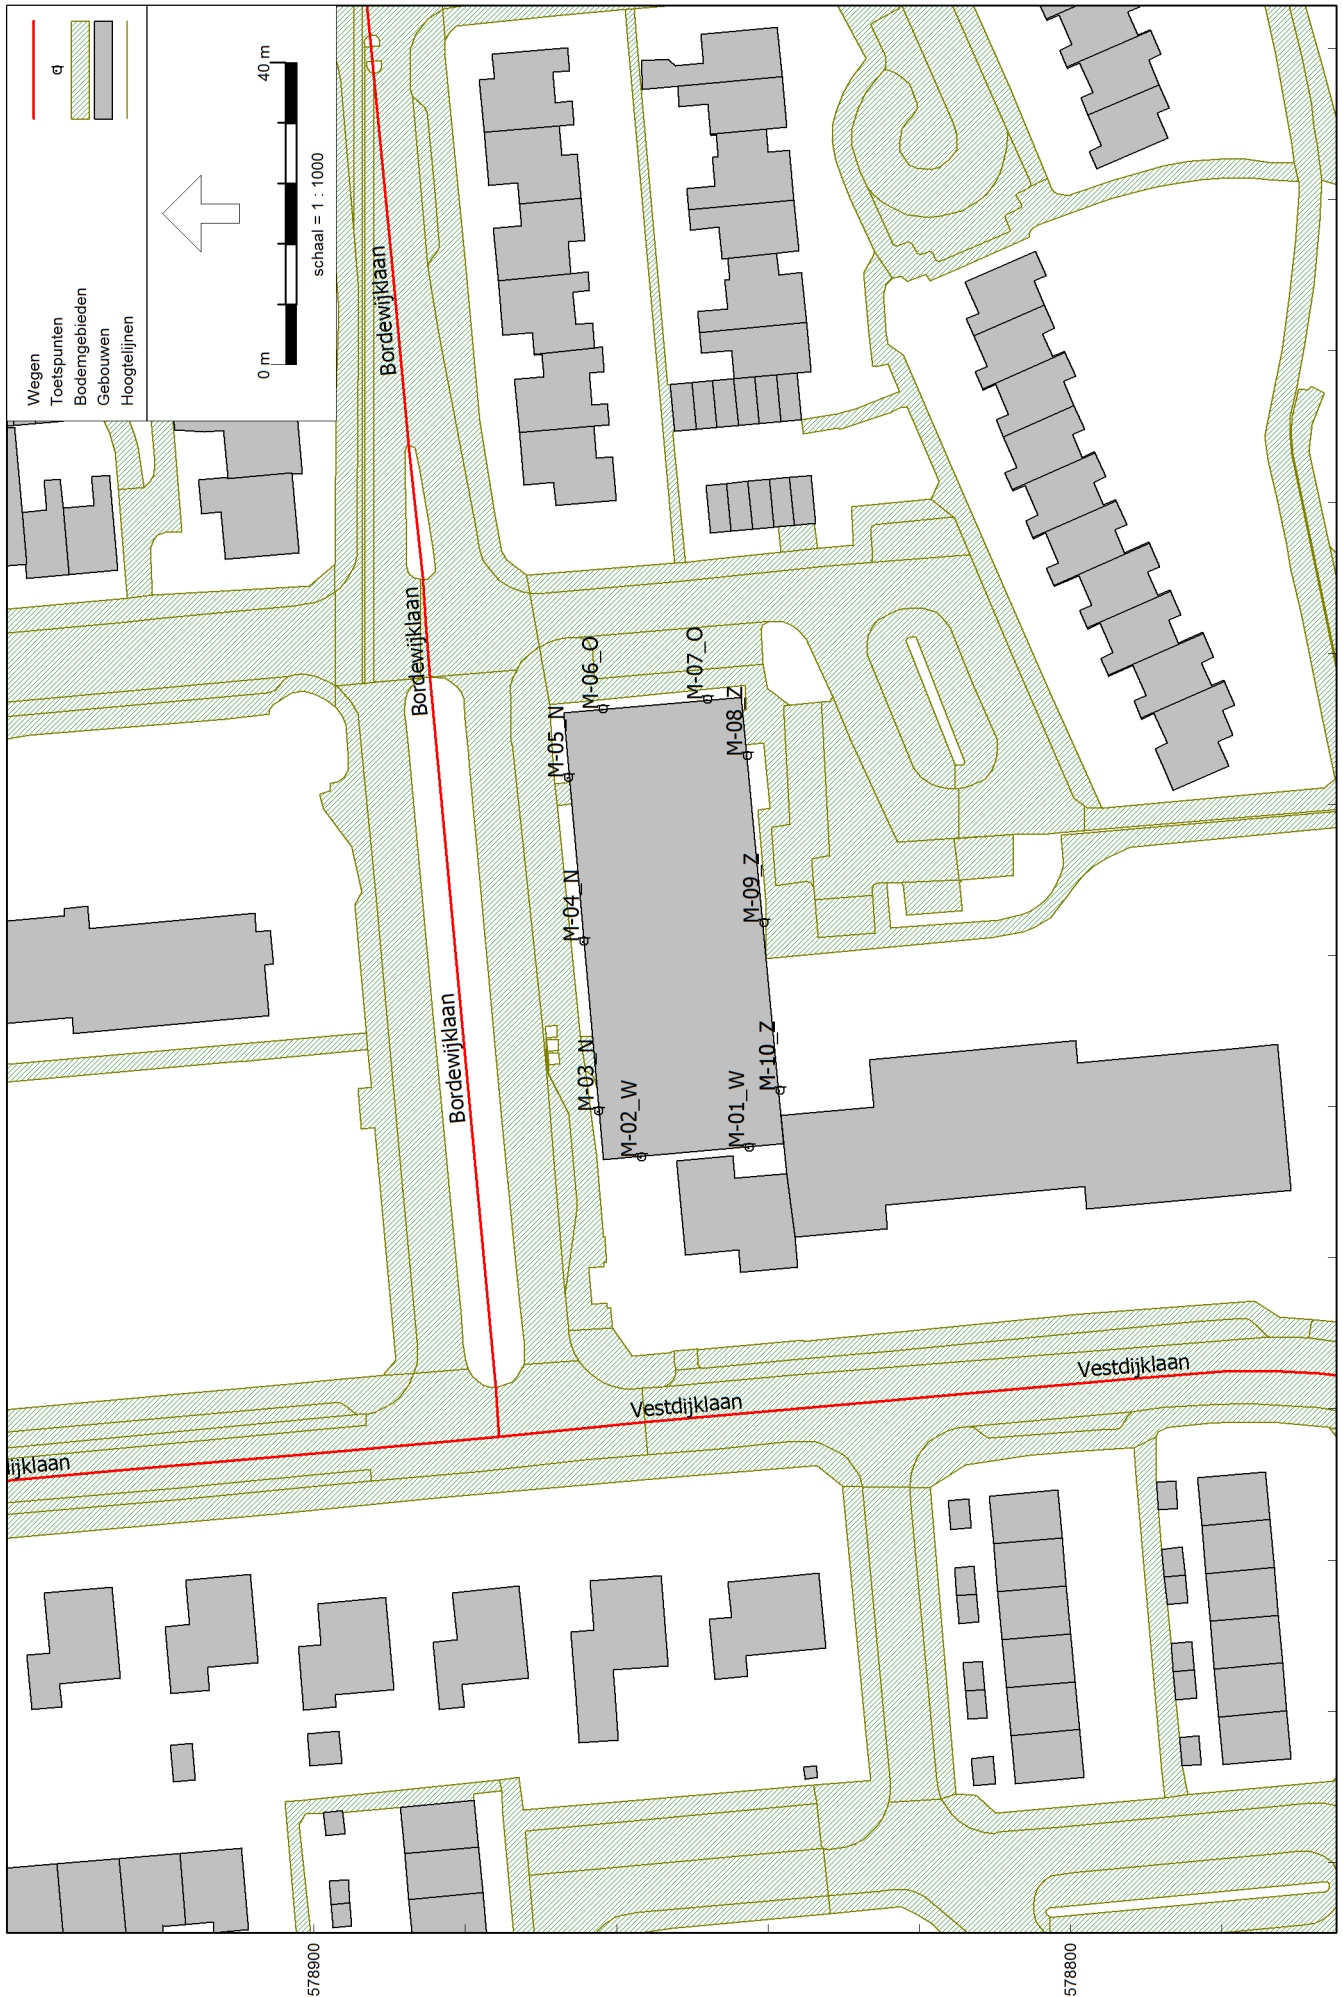 Wegen
Toetspunten
Bodemgebieden
Gebouwen
Hoogtelijnen
0 m
40 m
schaal = 1 : 1000
Bordewijklaan
Bordewijklaan
Bordewijklaan
M-05_N
M-06_O
M-07_O
M-08_Z
M-04_N
M-09_Z
M-03_N
M-02_W
M-01_W
M-10_Z
Vestdijklaan
Vestdijklaan
ijklaan
578900
578800